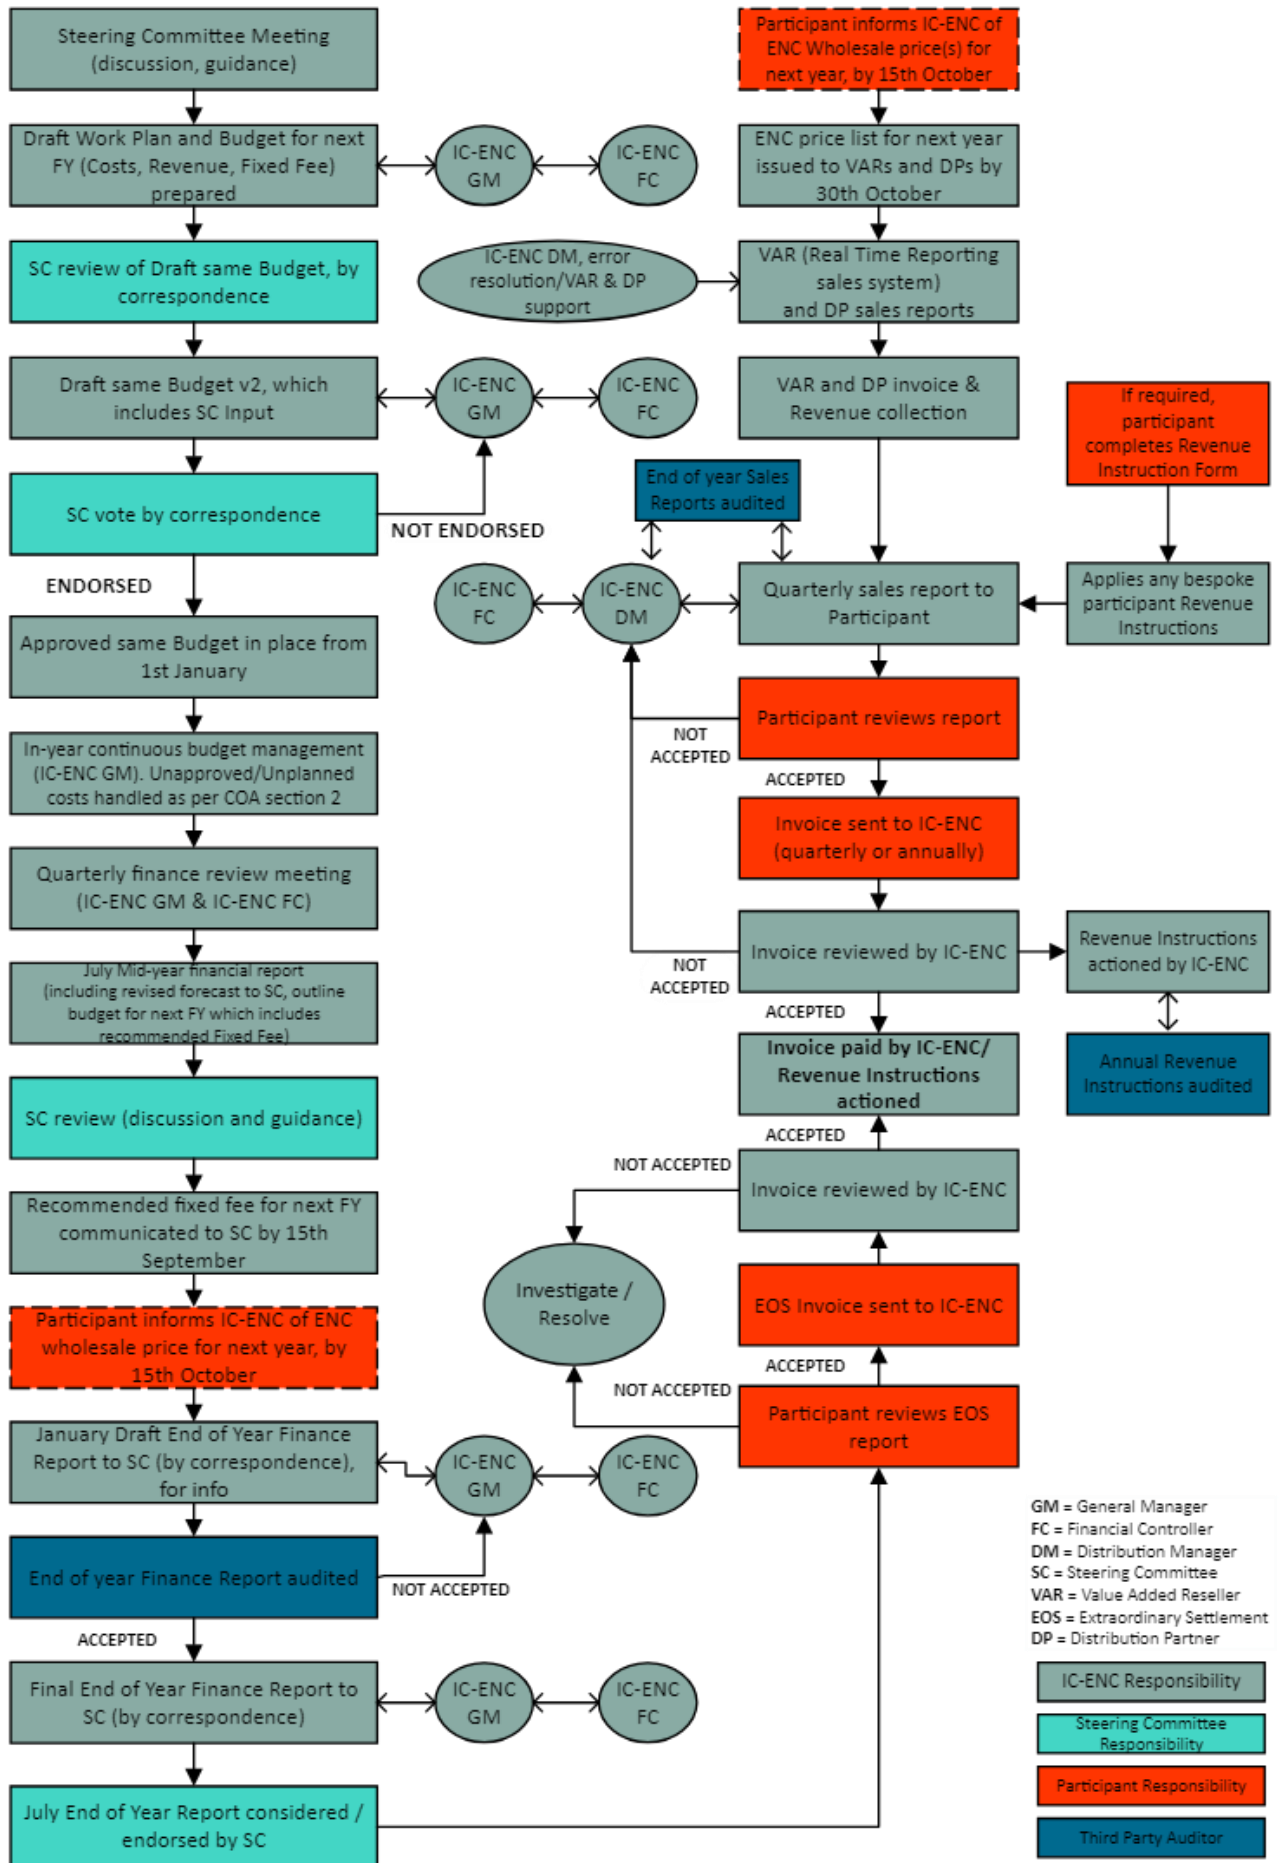 Steering Committee Meeting
(discussion, guidance)
Draft Work Plan and Budget for next
FY (Costs, Revenue, Fixed Fee)
prepared
IC-ENC
GM
IC-ENC
FC
SC review of Draft same Budget, by
correspondence
Draft same Budget v2, which
includes SC Input
IC-ENC
GM
IC-ENC
FC
SC vote by correspondence
NOT ENDORSED
ENDORSED
Approved same Budget in place from
1st January
In-year continuous budget management
(IC-ENC GM). Unapproved/Unplanned
costs handled as per COA section 2
Quarterly finance review meeting
(IC-ENC GM & IC-ENC FC)
July Mid-year financial report
(including revised forecast to SC, outline
budget for next FY which includes
recommended Fixed Fee)
SC review (discussion and guidance)
Recommended fixed fee for next FY
communicated to SC by 15th
September
Participant informs IC-ENC of ENC
wholesale price for next year, by
15th October
January Draft End of Year Finance
Report to SC (by correspondence),
for info
IC-ENC
GM
IC-ENC
FC
End of year Finance Report audited
NOT ACCEPTED
ACCEPTED
Final End of Year Finance Report to
SC (by correspondence)
IC-ENC
GM
IC-ENC
FC
July End of Year Report considered /
endorsed by SC
Participant informs IC-ENC of
ENC Wholesale price(s) for
next year, by 15th October
ENC price list for next year
issued to VARs and DPs by
30th October
IC-ENC DM, error
resolution/VAR & DP
support
VAR (Real Time Reporting
sales system)
and DP sales reports
VAR and DP invoice &
Revenue collection
If required,
participant
completes Revenue
Instruction Form
End of year Sales
Reports audited
IC-ENC
FC
IC-ENC
DM
Quarterly sales report to
Participant
Applies any bespoke
participant Revenue
Instructions
Participant reviews report
NOT
ACCEPTED
ACCEPTED
Invoice sent to IC-ENC
(quarterly or annually)
Invoice reviewed by IC-ENC
Revenue Instructions
actioned by IC-ENC
NOT
ACCEPTED
ACCEPTED
Invoice paid by IC-ENC/
Revenue Instructions
actioned
Annual Revenue
Instructions audited
ACCEPTED
NOT ACCEPTED
Invoice reviewed by IC-ENC
Investigate /
Resolve
EOS Invoice sent to IC-ENC
ACCEPTED
NOT ACCEPTED
Participant reviews EOS
report
GM = General Manager
FC = Financial Controller
DM = Distribution Manager
SC = Steering Committee
VAR = Value Added Reseller
EOS = Extraordinary Settlement
DP = Distribution Partner
IC-ENC Responsibility
Steering Committee
Responsibility
Participant Responsibility
Third Party Auditor